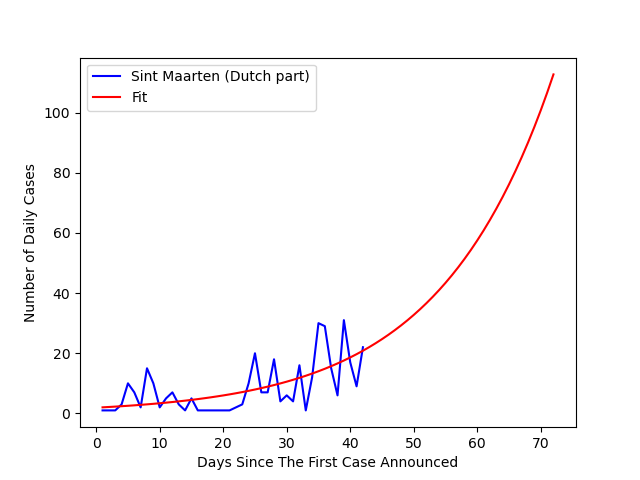 Sint Maarten (Dutch part)
Fit
100
80
60
40
20
0
Number of Daily Cases
0 10 20 30 40 50 60 70
Days Since The First Case Announced